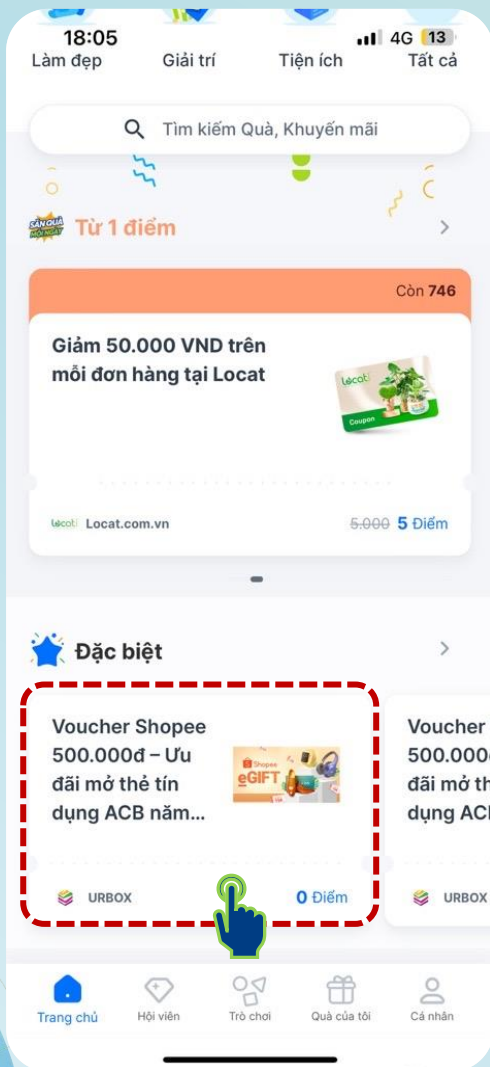 18:05
4G 13
Làm đẹp
Giải trí
Tiện ích
Tất cả
Tìm kiếm Quà, Khuyến mãi
SĂN QUÀ
MỖI NGÀY
Từ 1 điểm
Còn 746
Giảm 50.000 VND trên
mỗi đơn hàng tại Locat
Locati
Coupon
Locati Locat.com.vn
5.000 5 Điểm
Đặc biệt
Voucher Shopee
500.000đ – Ưu
đãi mở thẻ tín
dụng ACB năm...
Shopee
eGIFT
URBOX
0 Điểm
Voucher
500.000
đãi mở th
dụng ACI
URBOX
Trang chủ
Hội viên
Trò chơi
Quà của tôi
Cá nhân